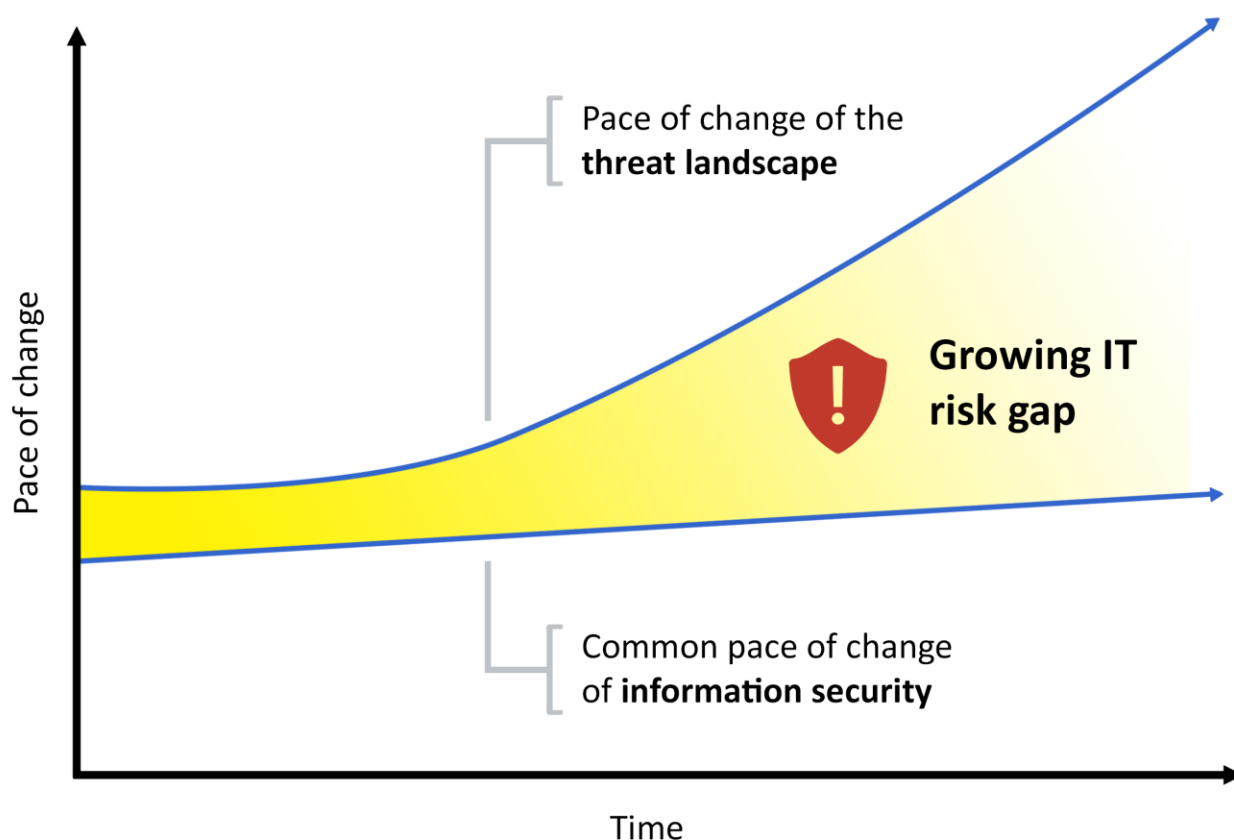 Pace of change of the
threat landscape
Pace of change
!
Growing IT
risk gap
Common pace of change
of information security
Time